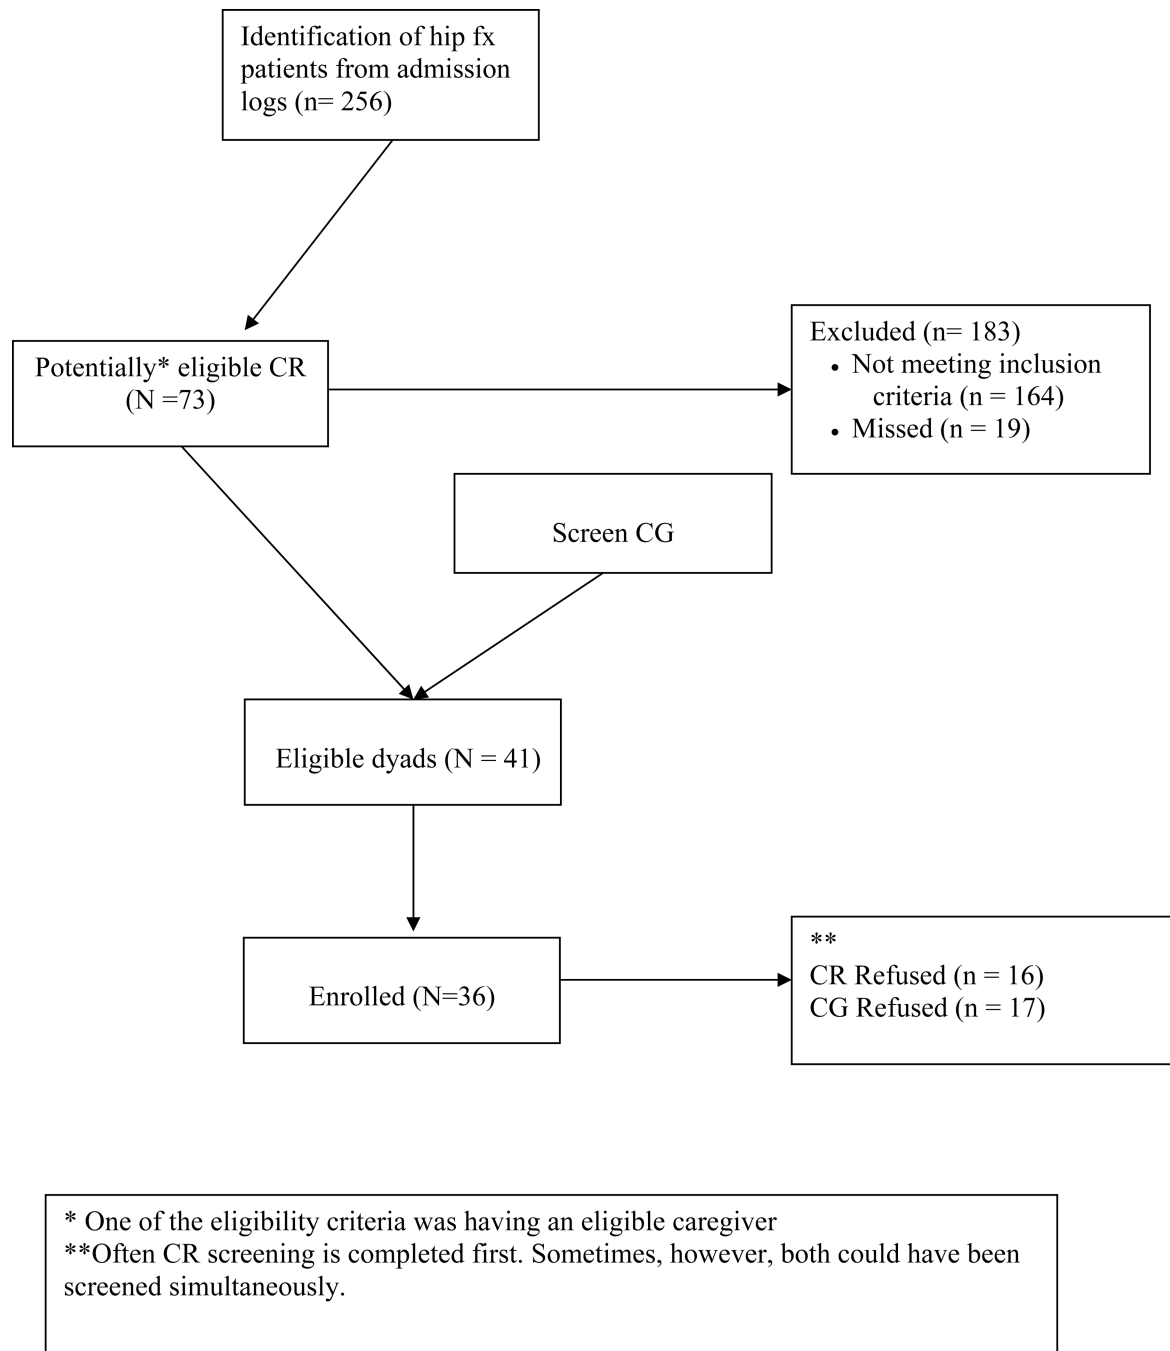 Identification of hip fx
patients from admission
logs (n= 256)
Potentially* eligible CR
(N =73)
Excluded (n= 183)
• Not meeting inclusion
criteria (n = 164)
• Missed (n = 19)
Screen CG
Eligible dyads (N = 41)
Enrolled (N=36)
**
CR Refused (n = 16)
CG Refused (n = 17)
* One of the eligibility criteria was having an eligible caregiver
**Often CR screening is completed first. Sometimes, however, both could have been
screened simultaneously.